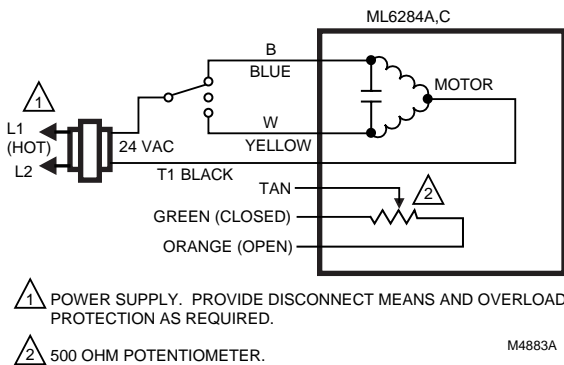 ML6284A,C
B
BLUE
MOTOR
1
L1
(HOT)
L2
24 VAC
W
YELLOW
T1 BLACK
TAN
2
GREEN (CLOSED)
ORANGE (OPEN)
1 POWER SUPPLY. PROVIDE DISCONNECT MEANS AND OVERLOAD
PROTECTION AS REQUIRED.
2 500 OHM POTENTIOMETER.
M4883A